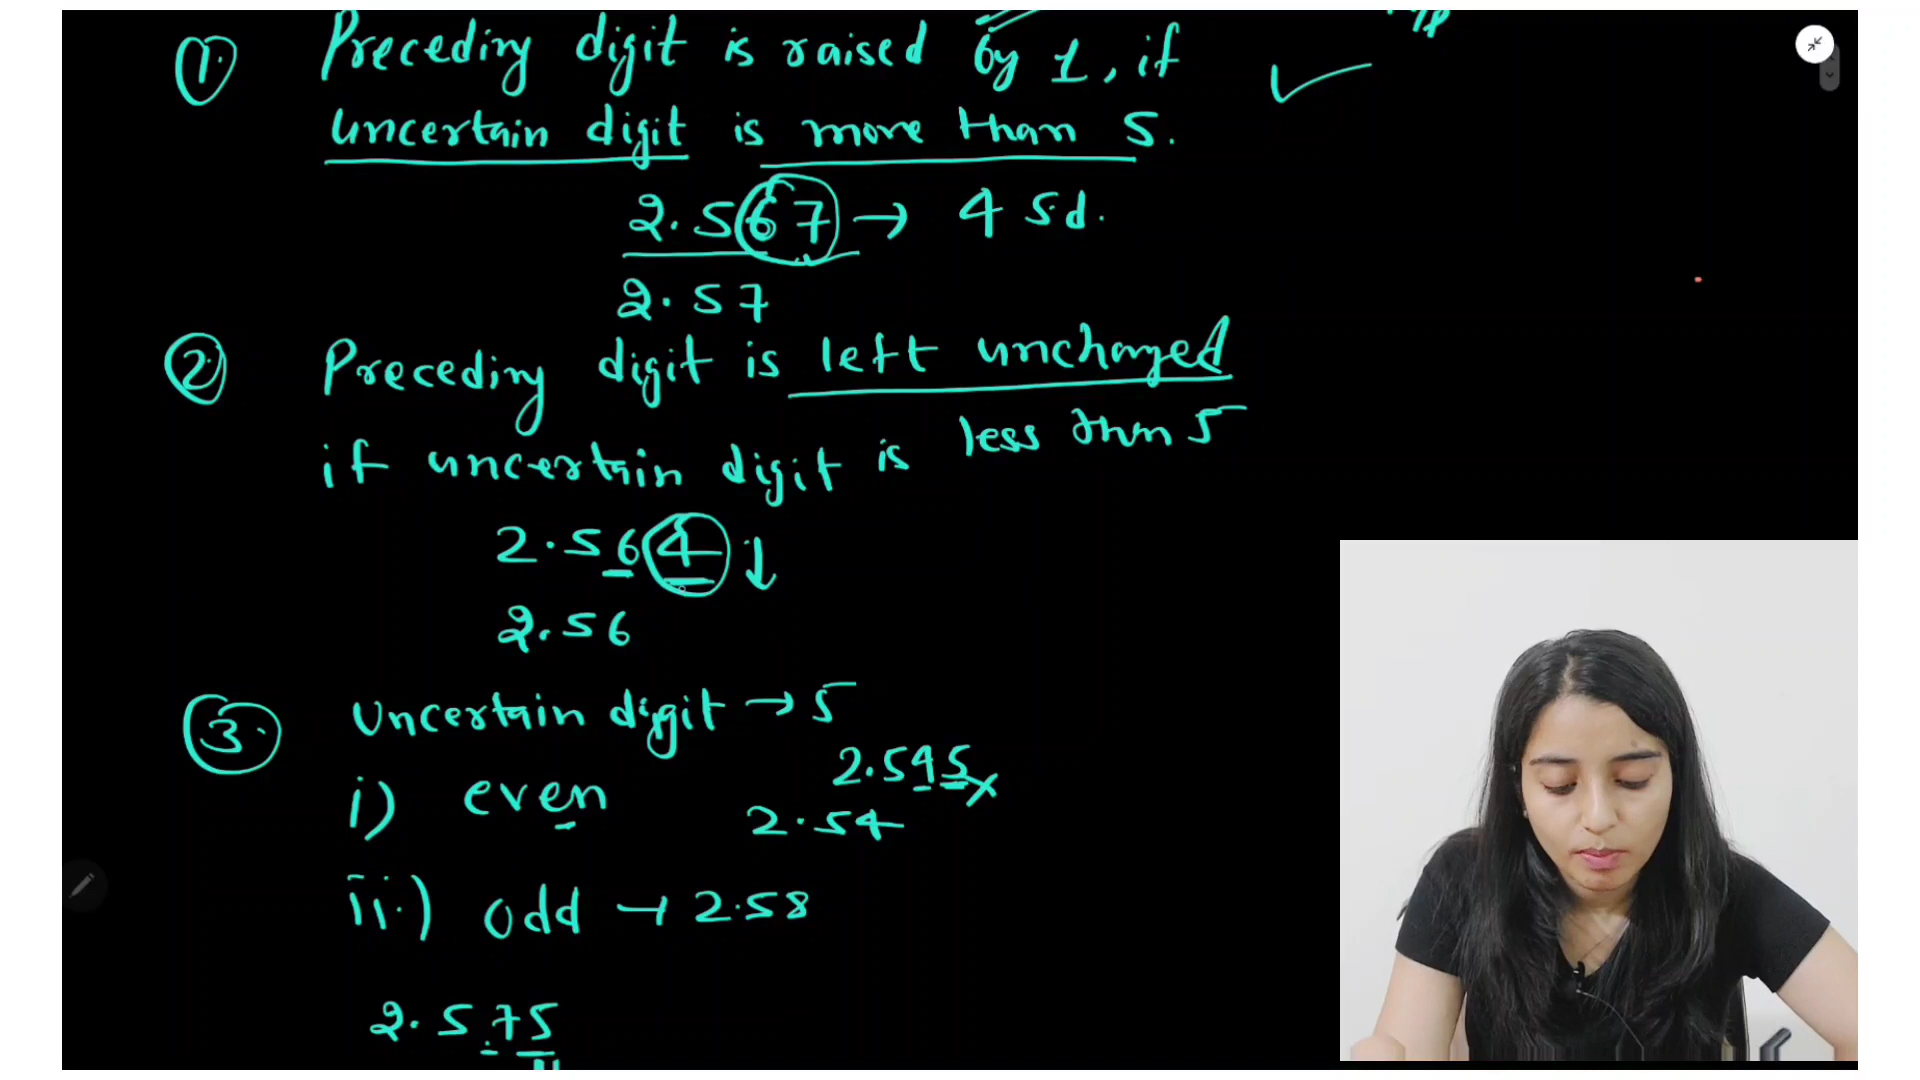 1. Preceding digit is raised by 1, if
uncertain digit is more than 5.
2.567 → 4 s.d.
2.57
2. Preceding digit is left unchanged
if uncertain digit is less than 5
2.564 ↓
2.56
3. Uncertain digit → 5
2.545 x
i) even
2.54
ii.) odd → 2.58
2.575